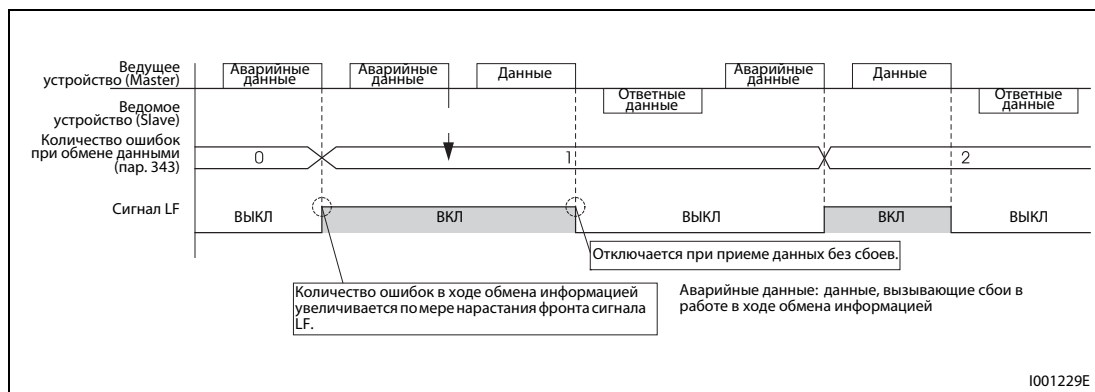 Ведущее
устройство (Master)
Аварийные
данные
Аварийные
данные
Данные
Аварийные
данные
Данные
Ведомое
устройство (Slave)
Ответные
данные
Ответные
данные
Количество ошибок
при обмене данными
(пар. 343)
0
1
2
Сигнал LF
ВЫКЛ
ВКЛ
ВЫКЛ
ВКЛ
ВЫКЛ
Отключается при приеме данных без сбоев.
Количество ошибок в ходе обмена информацией
увеличивается по мере нарастания фронта сигнала
LF.
Аварийные данные: данные, вызывающие сбои в
работе в ходе обмена информацией
I001229E